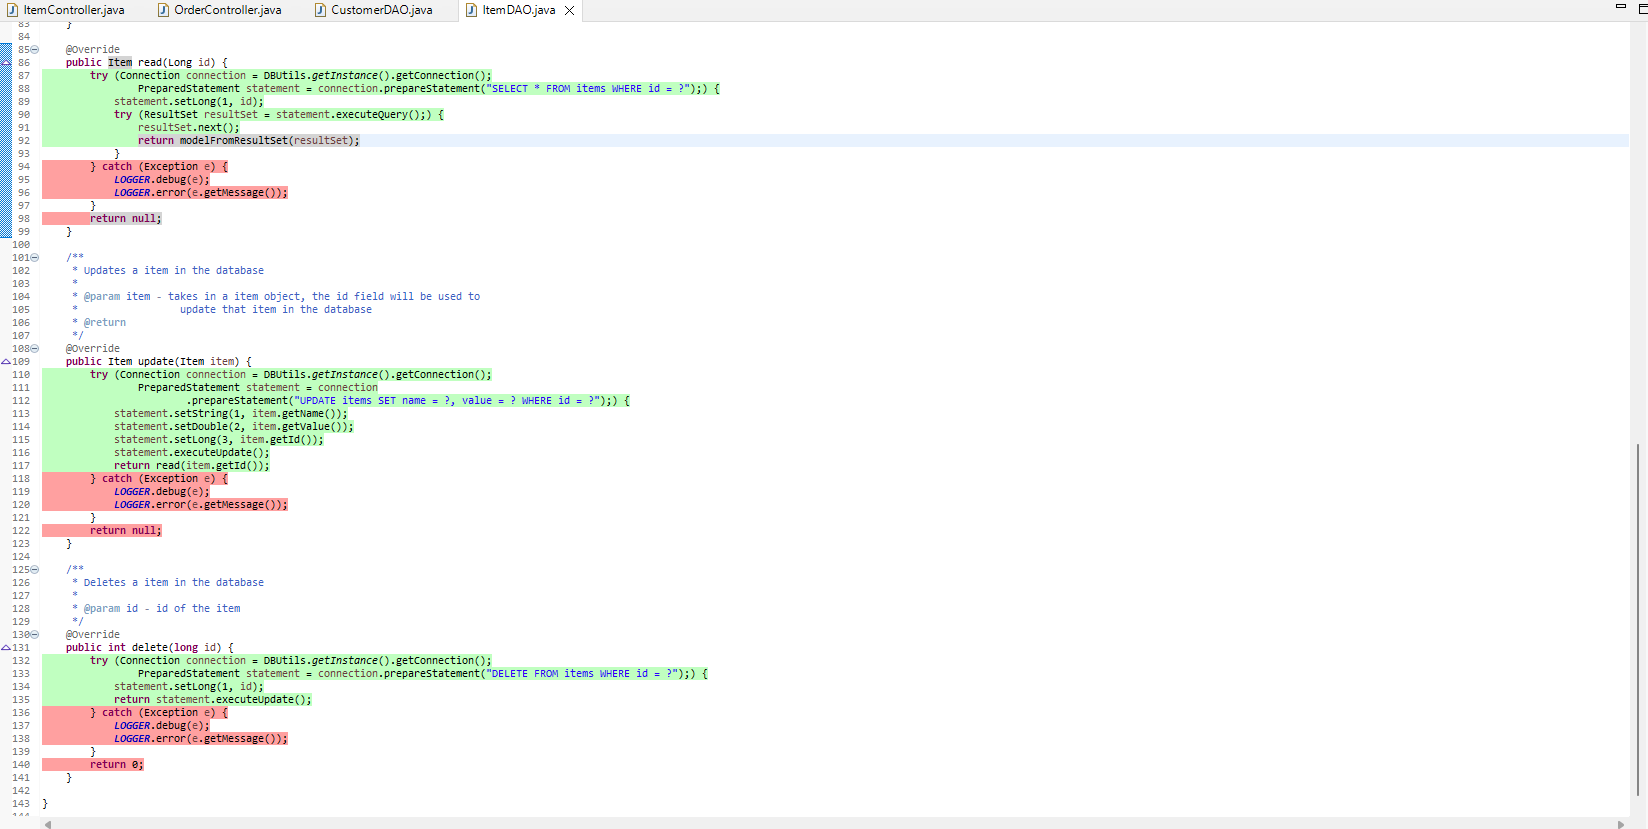 ItemController.java OrderController.java CustomerDAO.java ItemDAO.java
83 }
84
85 @Override
86 public Item read(Long id) {
87 try (Connection connection = DBUtils.getInstance().getConnection();
88 PreparedStatement statement = connection.prepareStatement("SELECT * FROM items WHERE id = ?");) {
89 statement.setLong(1, id);
90 try (ResultSet resultSet = statement.executeQuery();) {
91 resultSet.next();
92 return modelFromResultSet(resultSet);
93 }
94 } catch (Exception e) {
95 LOGGER.debug(e);
96 LOGGER.error(e.getMessage());
97 }
98 return null;
99 }
100
101 /**
102 * Updates a item in the database
103 *
104 * @param item - takes in a item object, the id field will be used to
105 * update that item in the database
106 * @return
107 */
108 @Override
109 public Item update(Item item) {
110 try (Connection connection = DBUtils.getInstance().getConnection();
111 PreparedStatement statement = connection
112 .prepareStatement("UPDATE items SET name = ?, value = ? WHERE id = ?");) {
113 statement.setString(1, item.getName());
114 statement.setDouble(2, item.getValue());
115 statement.setLong(3, item.getId());
116 statement.executeUpdate();
117 return read(item.getId());
118 } catch (Exception e) {
119 LOGGER.debug(e);
120 LOGGER.error(e.getMessage());
121 }
122 return null;
123 }
124
125 /**
126 * Deletes a item in the database
127 *
128 * @param id - id of the item
129 */
130 @Override
131 public int delete(long id) {
132 try (Connection connection = DBUtils.getInstance().getConnection();
133 PreparedStatement statement = connection.prepareStatement("DELETE FROM items WHERE id = ?");) {
134 statement.setLong(1, id);
135 return statement.executeUpdate();
136 } catch (Exception e) {
137 LOGGER.debug(e);
138 LOGGER.error(e.getMessage());
139 }
140 return 0;
141 }
142
143 }